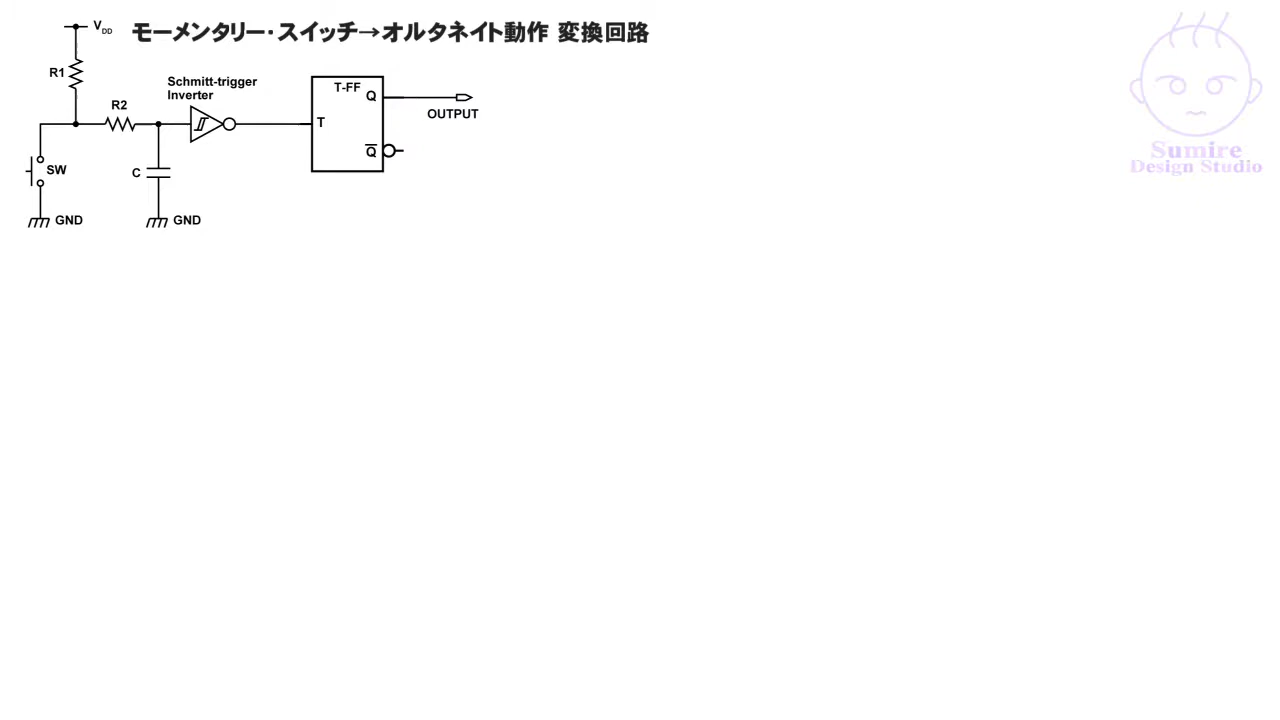 VDD
モーメンタリー・スイッチ→オルタネイト動作 変換回路
R1
Schmitt-trigger
Inverter
T-FF
Q
R2
OUTPUT
T
SW
C
Q̅
GND
GND
Sumire
Design Studio